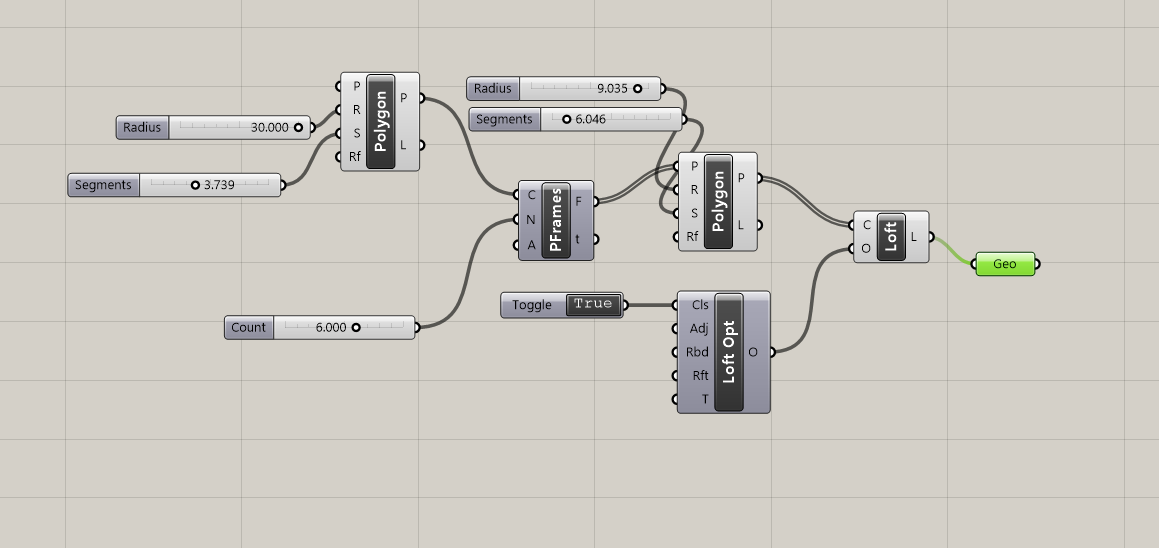 Radius 30.000
Segments 3.739
P
R
S
Rf
Polygon
P
L
Radius 9.035
Segments 6.046
C
N
A
PFrames
F
t
Count 6.000
P
R
S
Rf
Polygon
P
L
Toggle True
Cls
Adj
Rbd
Rft
T
Loft Opt
O
C
O
Loft
L
Geo